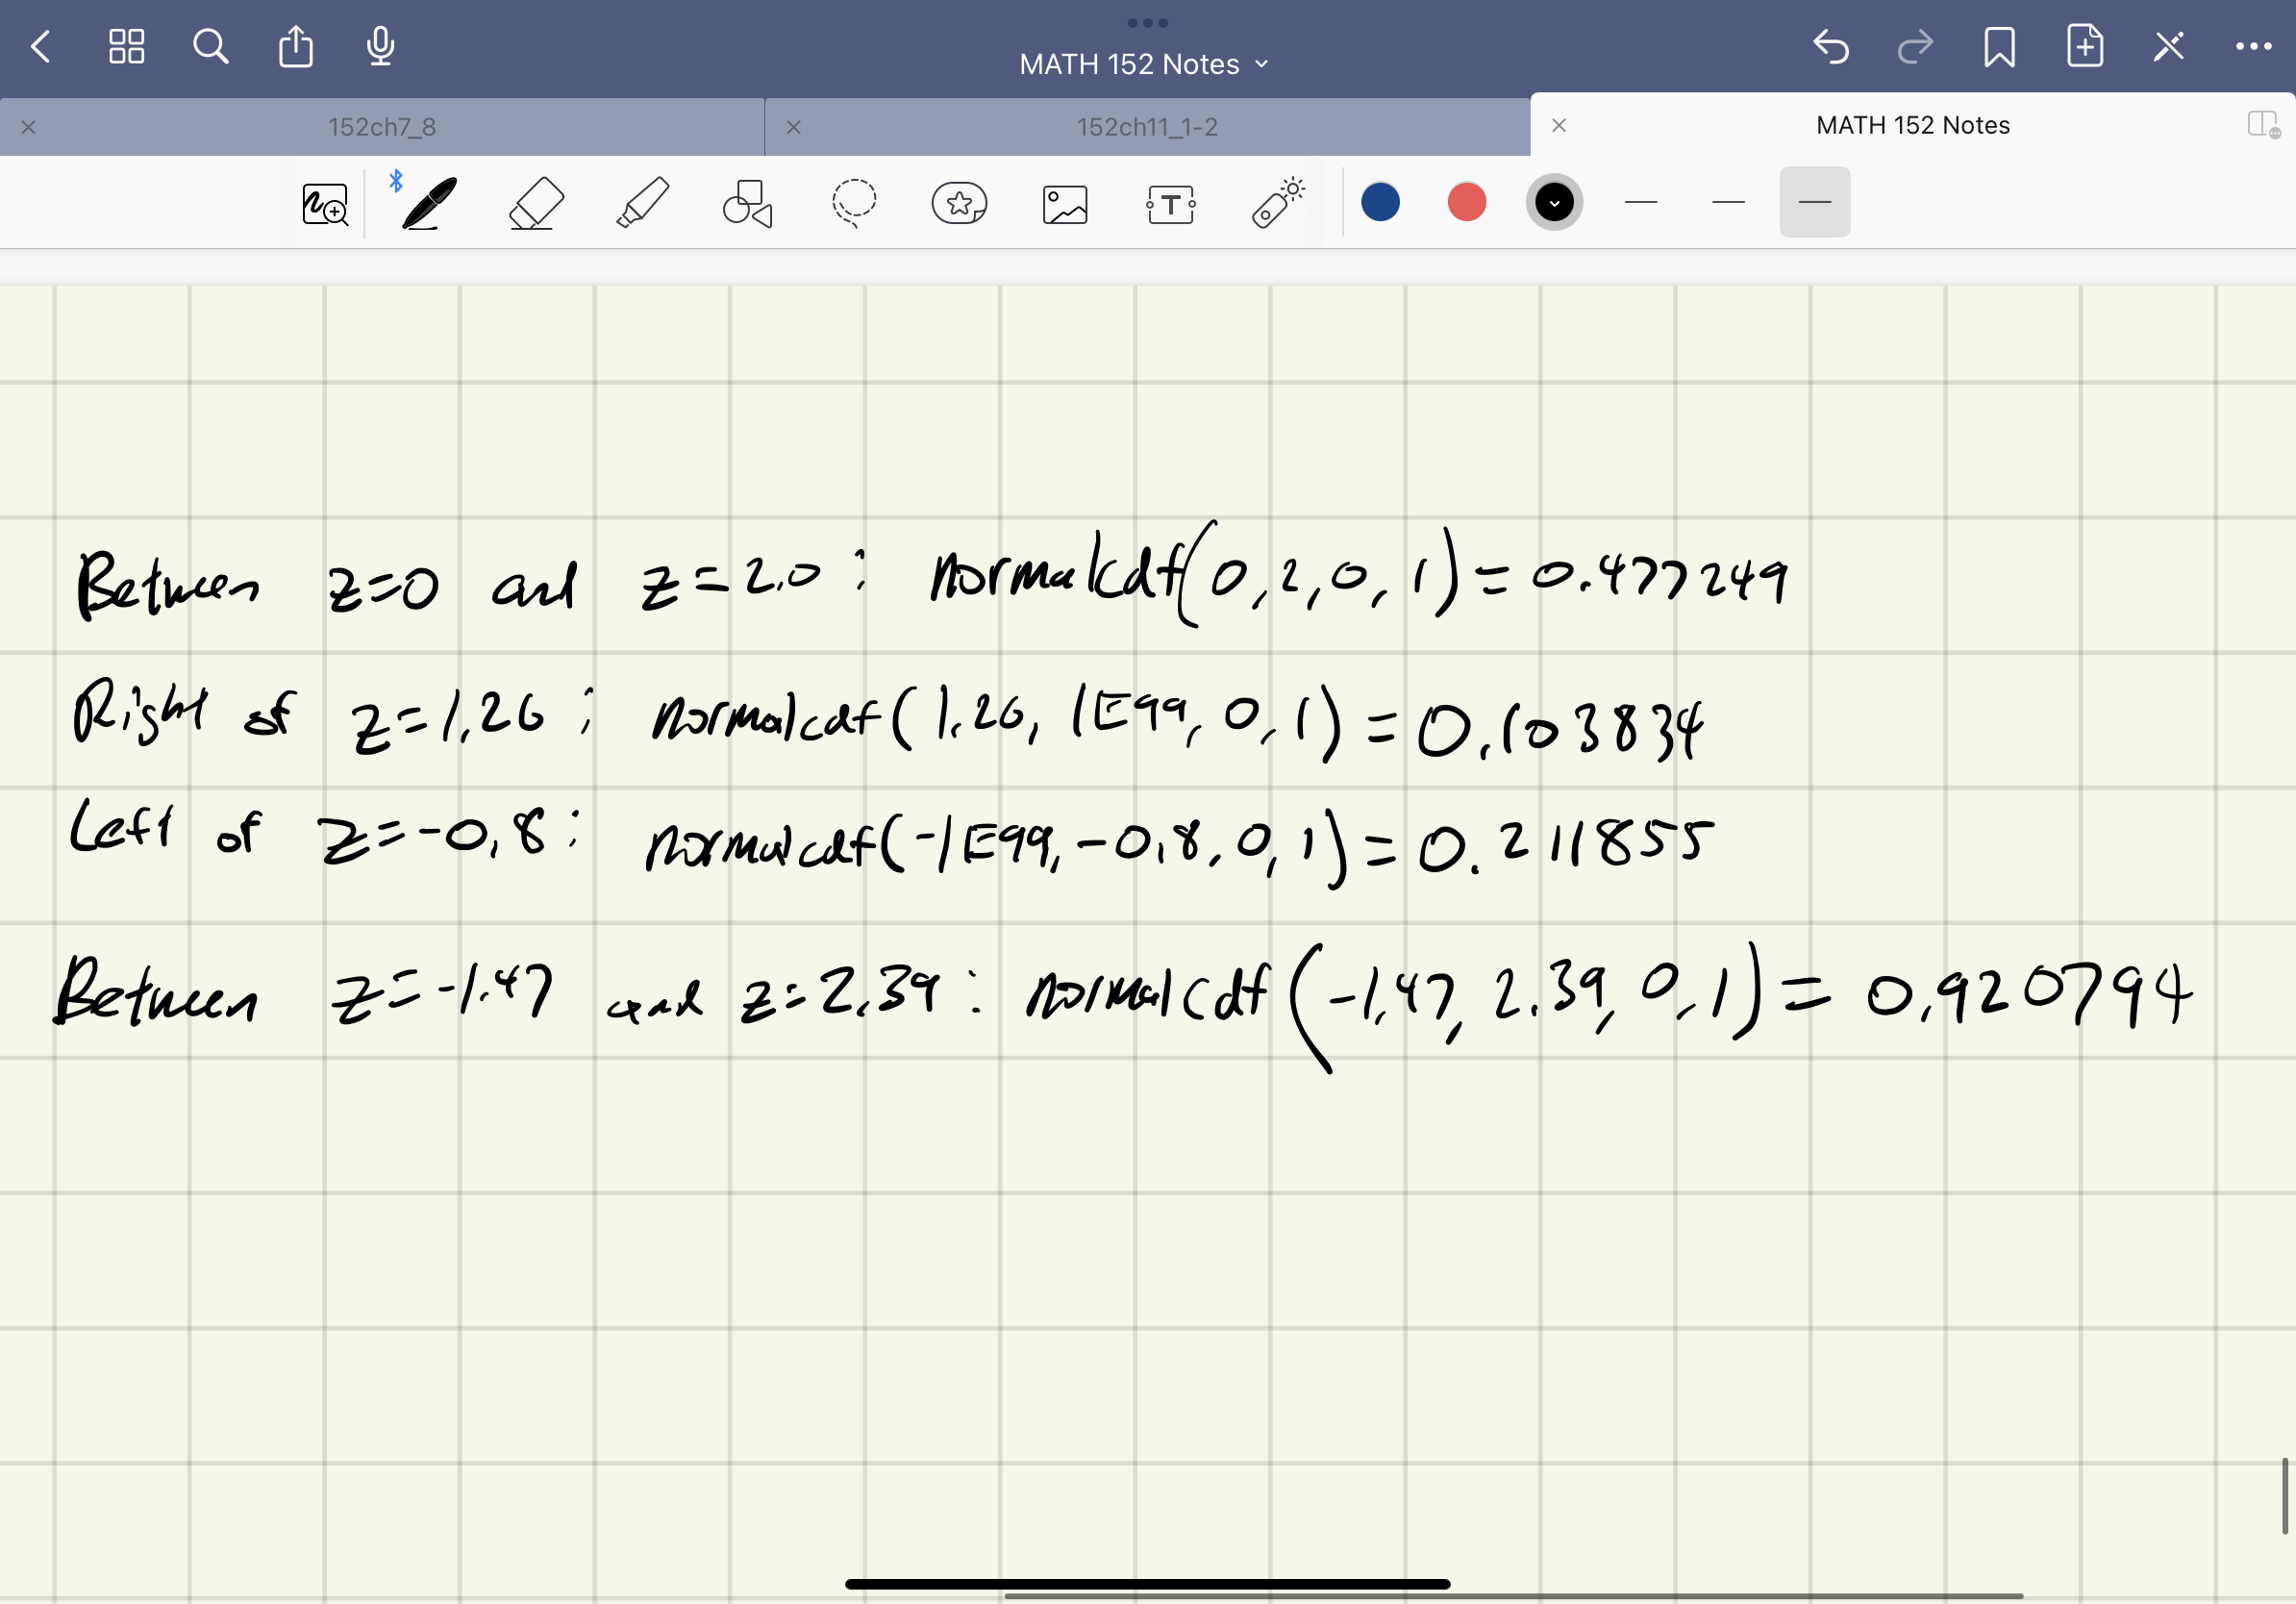 MATH 152 Notes
152ch7_8
152ch11_1-2
MATH 152 Notes
Between z=0 and z=2.0: normalcdf(0,2,0,1)=0.477249
Right of z=1.26: normalcdf(1.26,1E99,0,1)=0.103834
Left of z=-0.8: normalcdf(-1E99,-0.8,0,1)=0.211855
Between z=-1.47 and z=2.39: normalcdf(-1.47,2.39,0,1)=0.920794